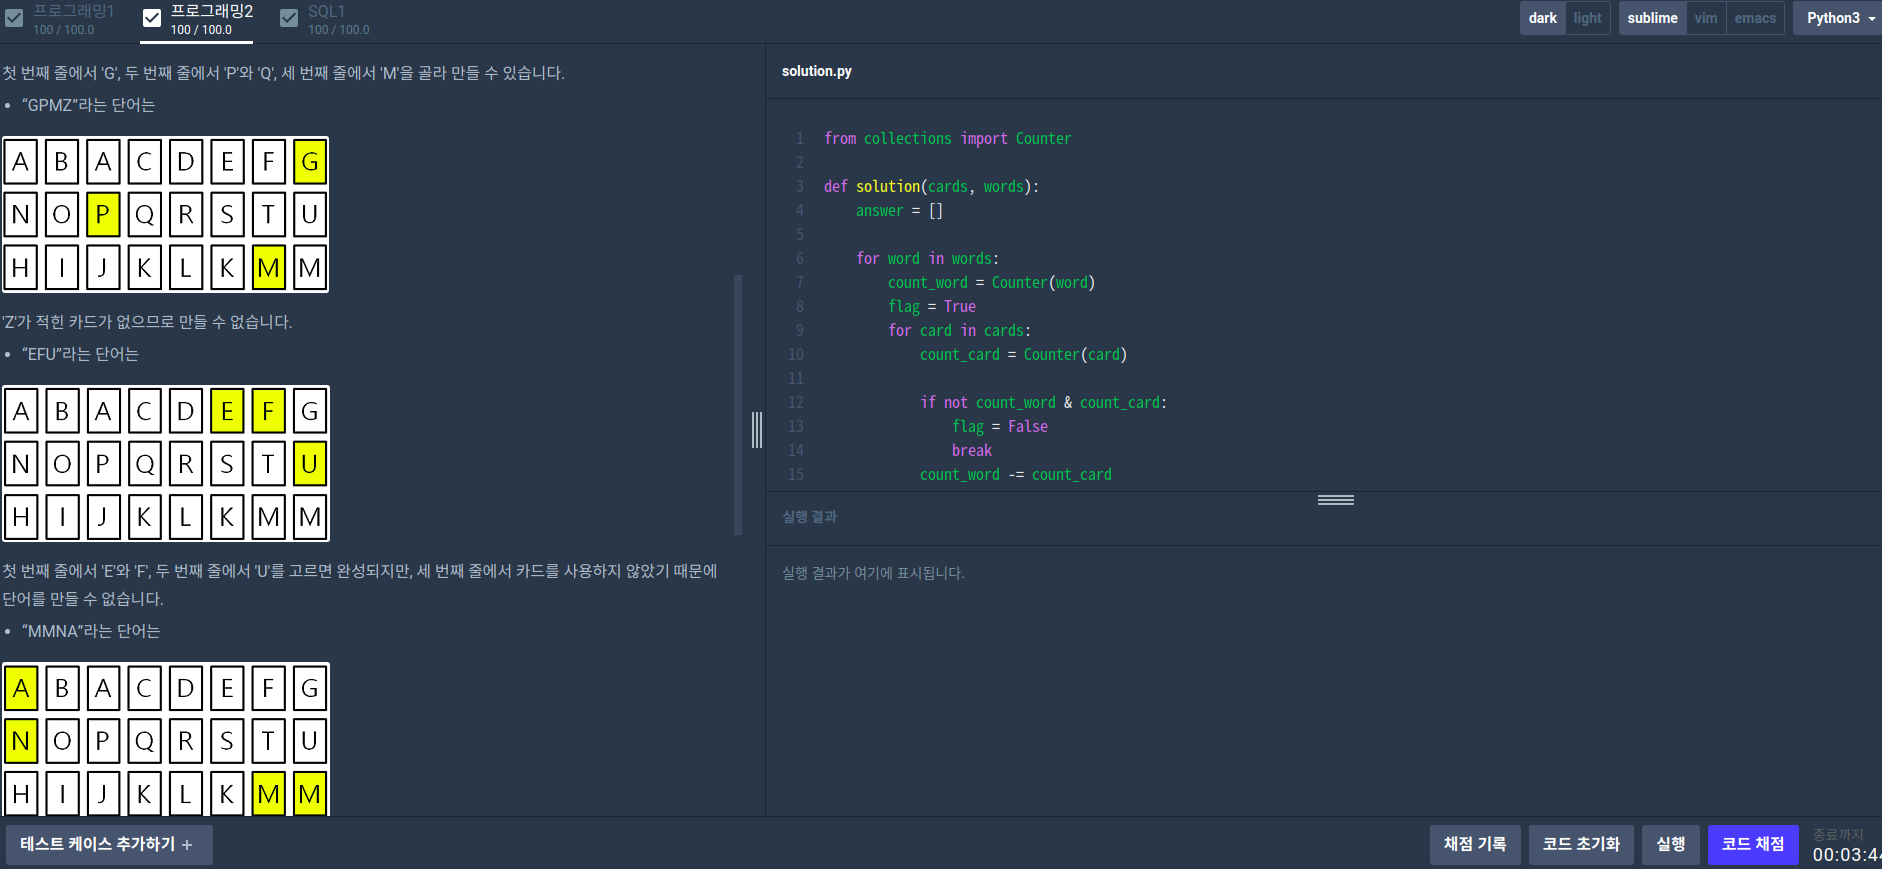 프로그래밍1
100 / 100.0
프로그래밍2
100 / 100.0
SQL1
100 / 100.0
dark light
sublime vim emacs
Python3
첫 번째 줄에서 'G', 두 번째 줄에서 'P'와 'Q', 세 번째 줄에서 'M'을 골라 만들 수 있습니다.
“GPMZ”라는 단어는
A B A C D E F G
N O P Q R S T U
H I J K L K M M
'Z'가 적힌 카드가 없으므로 만들 수 없습니다.
“EFU”라는 단어는
A B A C D E F G
N O P Q R S T U
H I J K L K M M
첫 번째 줄에서 'E'와 'F', 두 번째 줄에서 'U'를 고르면 완성되지만, 세 번째 줄에서 카드를 사용하지 않았기 때문에
단어를 만들 수 없습니다.
“MMNA”라는 단어는
A B A C D E F G
N O P Q R S T U
H I J K L K M M
solution.py
1 from collections import Counter
2
3 def solution(cards, words):
4     answer = []
5
6     for word in words:
7         count_word = Counter(word)
8         flag = True
9         for card in cards:
10             count_card = Counter(card)
11
12             if not count_word & count_card:
13                 flag = False
14                 break
15             count_word -= count_card
실행 결과
실행 결과가 여기에 표시됩니다.
테스트 케이스 추가하기 +
채점 기록
코드 초기화
실행
코드 채점
종료까지
00:03:44